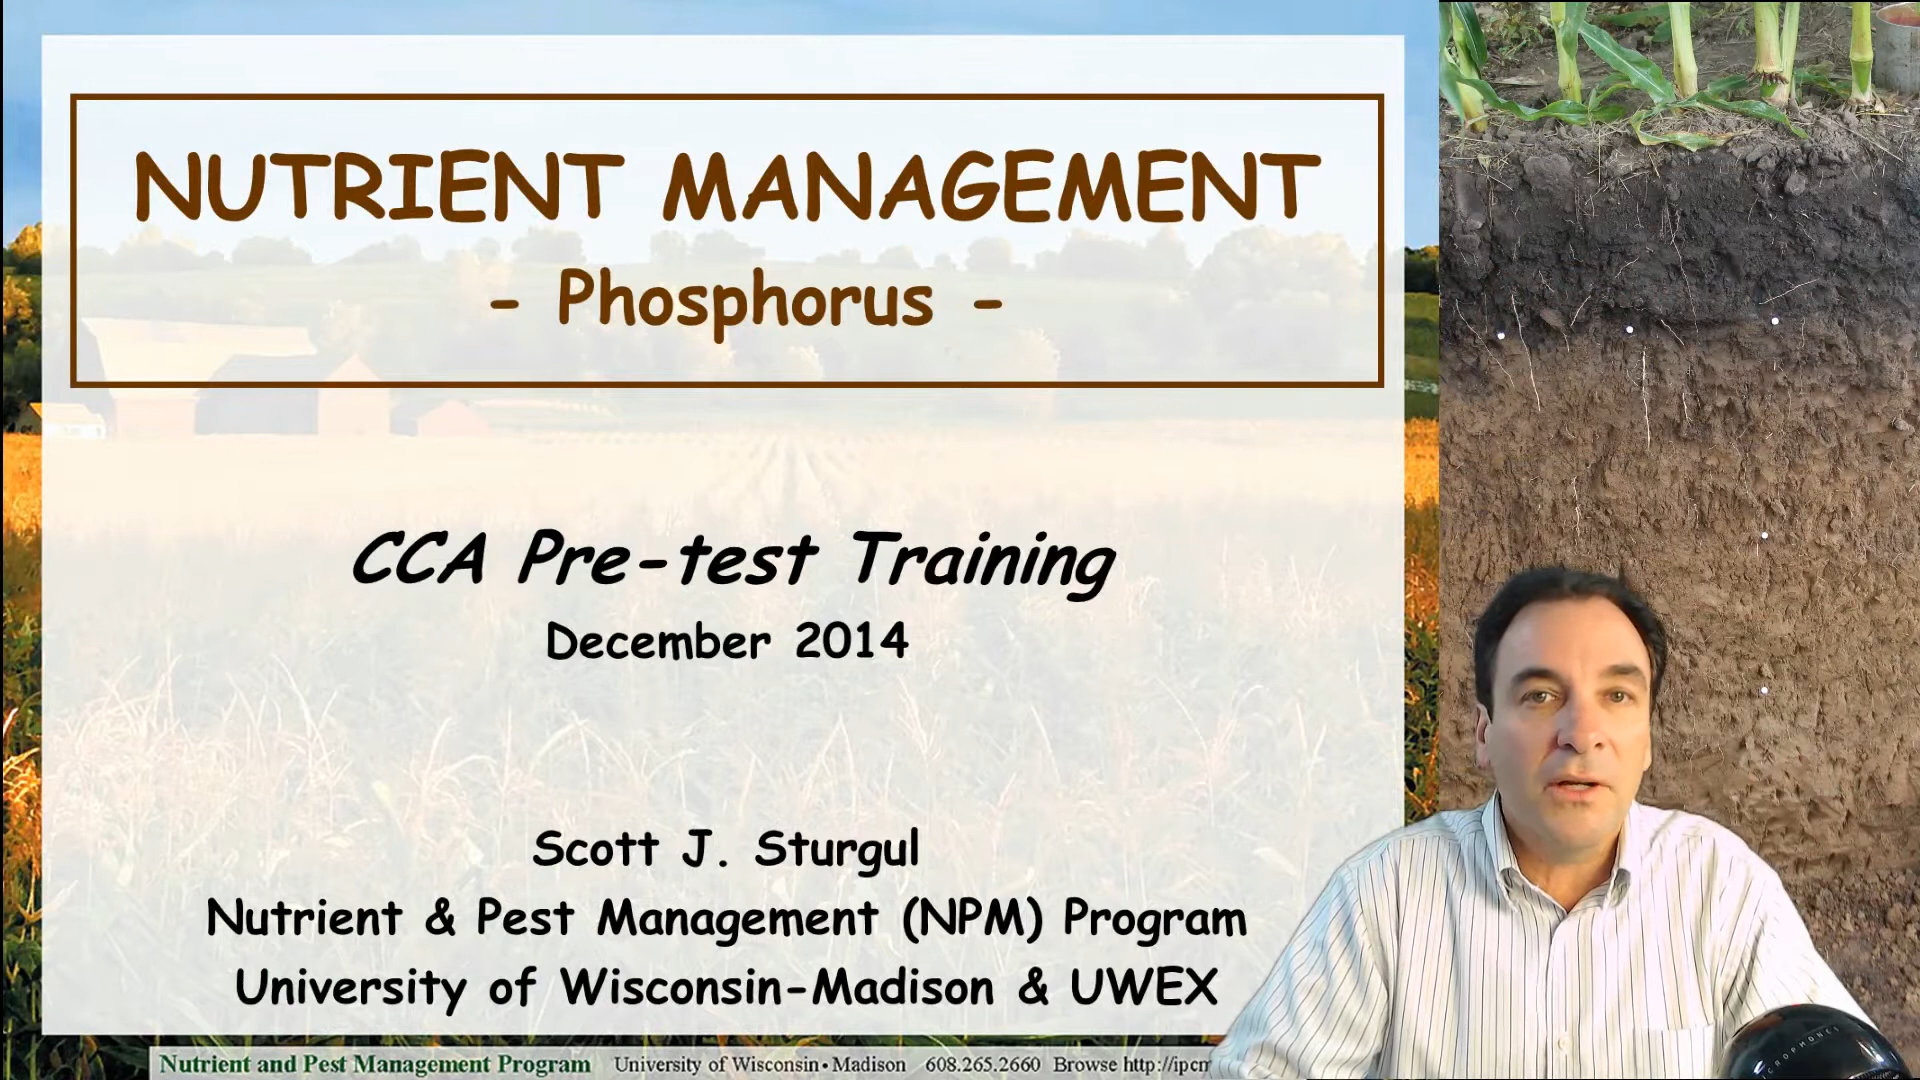 NUTRIENT MANAGEMENT
- Phosphorus -
CCA Pre-test Training
December 2014
Scott J. Sturgul
Nutrient & Pest Management (NPM) Program
University of Wisconsin-Madison & UWEX
Nutrient and Pest Management Program University of Wisconsin • Madison 608.265.2660 Browse http://ipcm